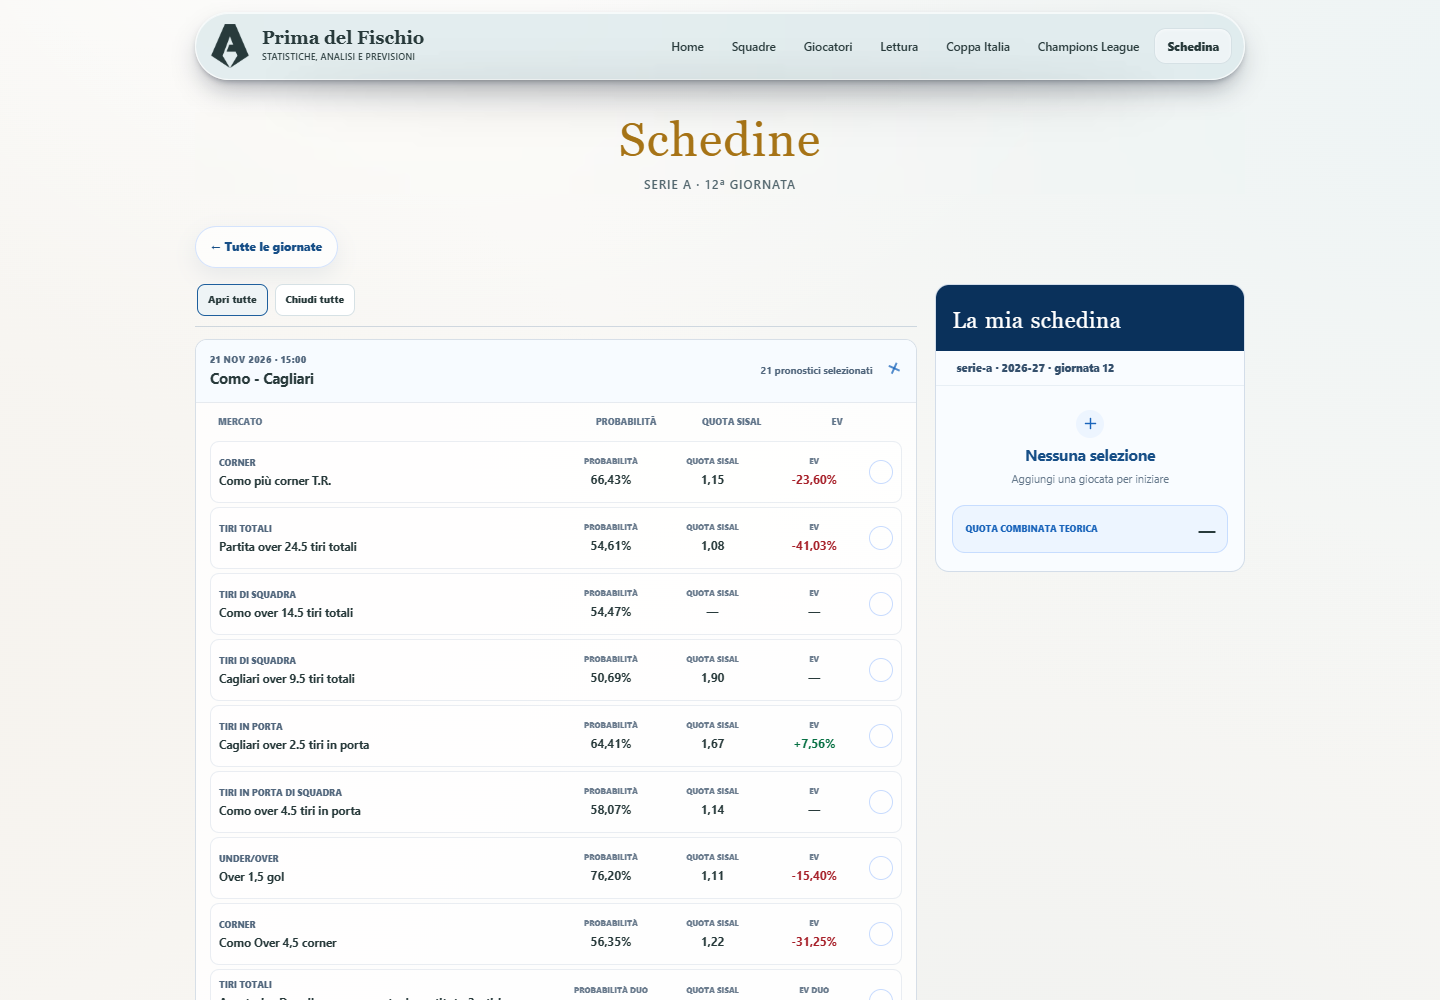 Prima del Fischio
STATISTICHE, ANALISI E PREVISIONI
Home Squadre Giocatori Lettura Coppa Italia Champions League Schedina
Schedine
SERIE A · 12ª GIORNATA
← Tutte le giornate
Apri tutte Chiudi tutte
21 NOV 2026 · 15:00
Como - Cagliari
21 pronostici selezionati
MERCATO PROBABILITÀ QUOTA SISAL EV
CORNER PROBABILITÀ QUOTA SISAL EV
Como più corner T.R. 66,43% 1,15 -23,60%
TIRI TOTALI PROBABILITÀ QUOTA SISAL EV
Partita over 24.5 tiri totali 54,61% 1,08 -41,03%
TIRI DI SQUADRA PROBABILITÀ QUOTA SISAL EV
Como over 14.5 tiri totali 54,47% — —
TIRI DI SQUADRA PROBABILITÀ QUOTA SISAL EV
Cagliari over 9.5 tiri totali 50,69% 1,90 —
TIRI IN PORTA PROBABILITÀ QUOTA SISAL EV
Cagliari over 2.5 tiri in porta 64,41% 1,67 +7,56%
TIRI IN PORTA DI SQUADRA PROBABILITÀ QUOTA SISAL EV
Como over 4.5 tiri in porta 58,07% 1,14 —
UNDER/OVER PROBABILITÀ QUOTA SISAL EV
Over 1,5 gol 76,20% 1,11 -15,40%
CORNER PROBABILITÀ QUOTA SISAL EV
Como Over 4,5 corner 56,35% 1,22 -31,25%
TIRI TOTALI PROBABILITÀ DUO QUOTA SISAL EV DUO
La mia schedina
serie-a · 2026-27 · giornata 12
Nessuna selezione
Aggiungi una giocata per iniziare
QUOTA COMBINATA TEORICA —